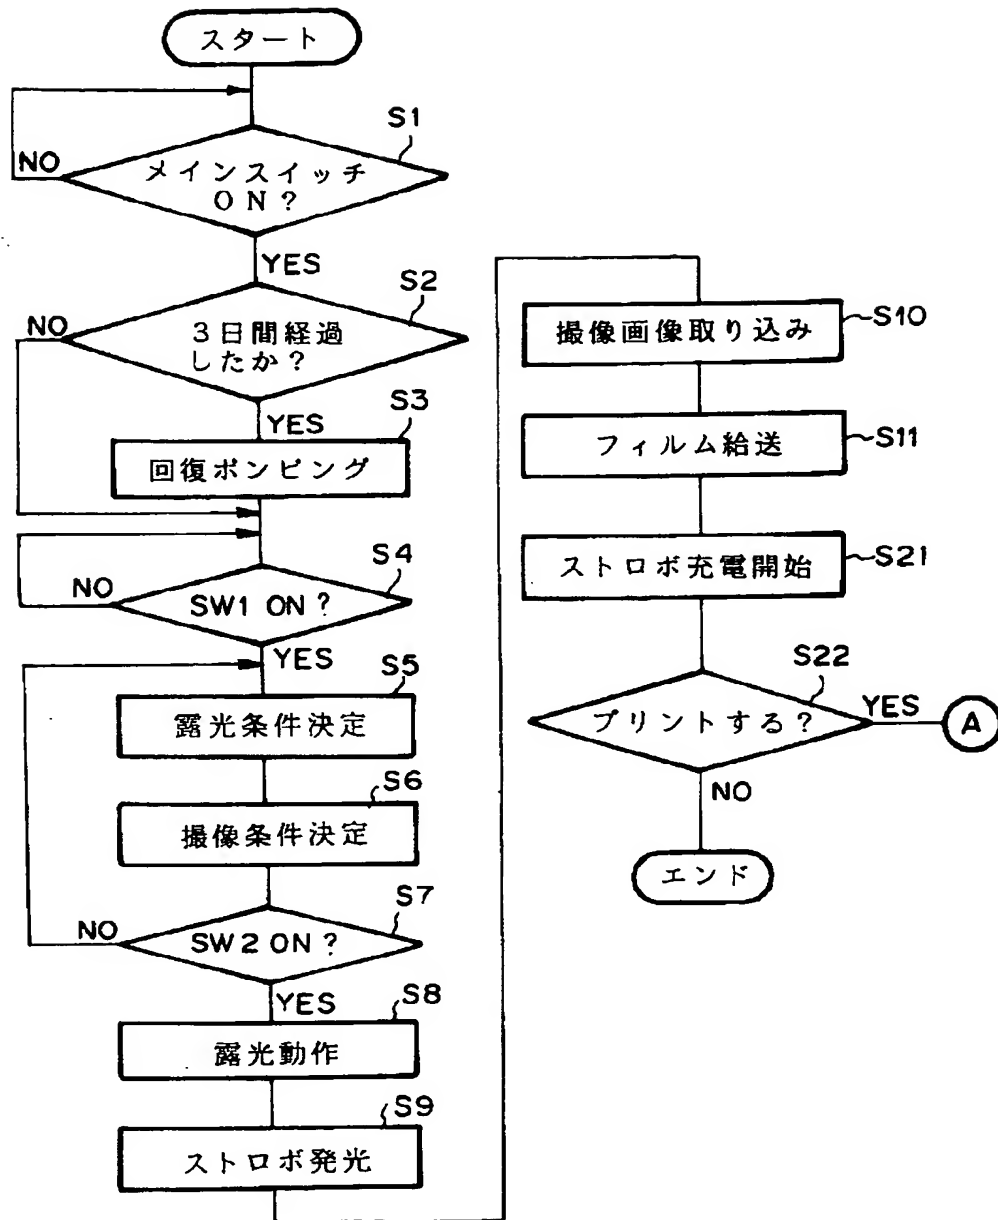 スタート
S1
NO
メインスイッチ
ON?
YES
S2
NO
3日間経過
したか?
S3
YES
回復ポンピング
S4
NO
SW1 ON?
YES
S5
露光条件決定
S6
撮像条件決定
S7
NO
SW2 ON?
YES
S8
露光動作
S9
ストロボ発光
撮像画像取り込み
S10
フィルム給送
S11
ストロボ充電開始
S21
S22
プリントする?
YES
A
NO
エンド